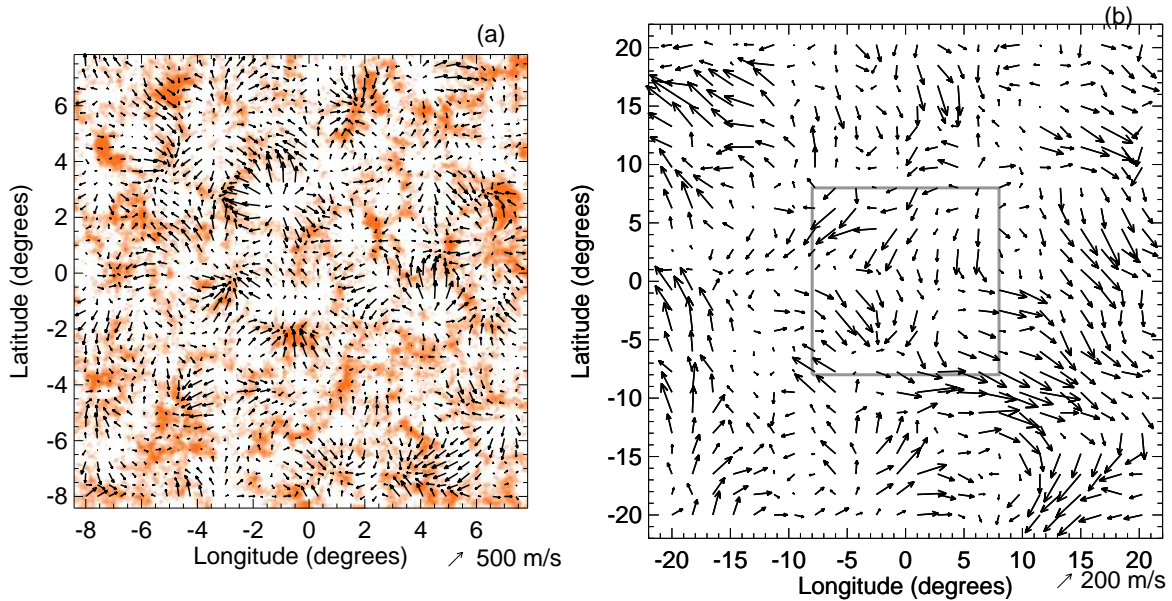 (a)
Latitude (degrees)
6
4
2
0
-2
-4
-6
-8
-8 -6 -4 -2 0 2 4 6
Longitude (degrees)
500 m/s
(b)
Latitude (degrees)
20
15
10
5
0
-5
-10
-15
-20
-20 -15 -10 -5 0 5 10 15 20
Longitude (degrees)
200 m/s